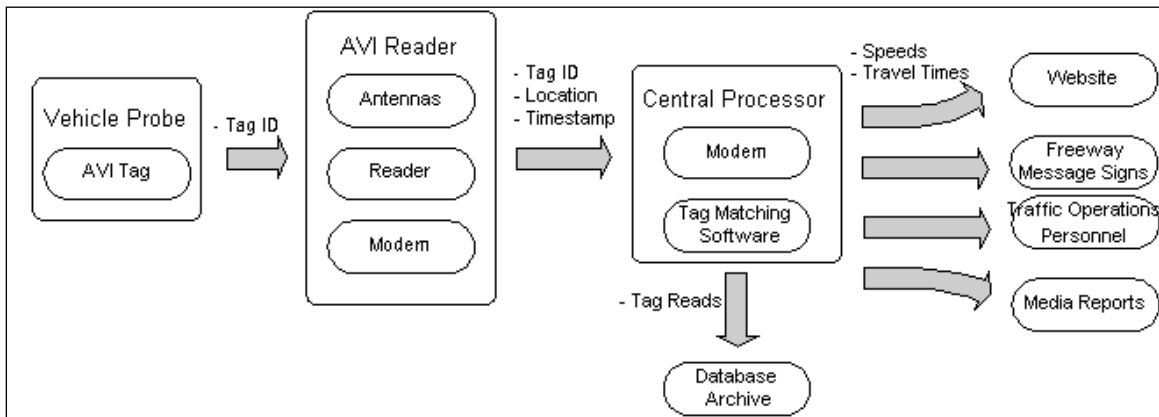 Vehicle Probe
AVI Tag
- Tag ID
AVI Reader
Antennas
Reader
Modem
- Tag ID
- Location
- Timestamp
Central Processor
Modem
Tag Matching
Software
- Tag Reads
Database
Archive
- Speeds
- Travel Times
Website
Freeway
Message Signs
Traffic Operations
Personnel
Media Reports